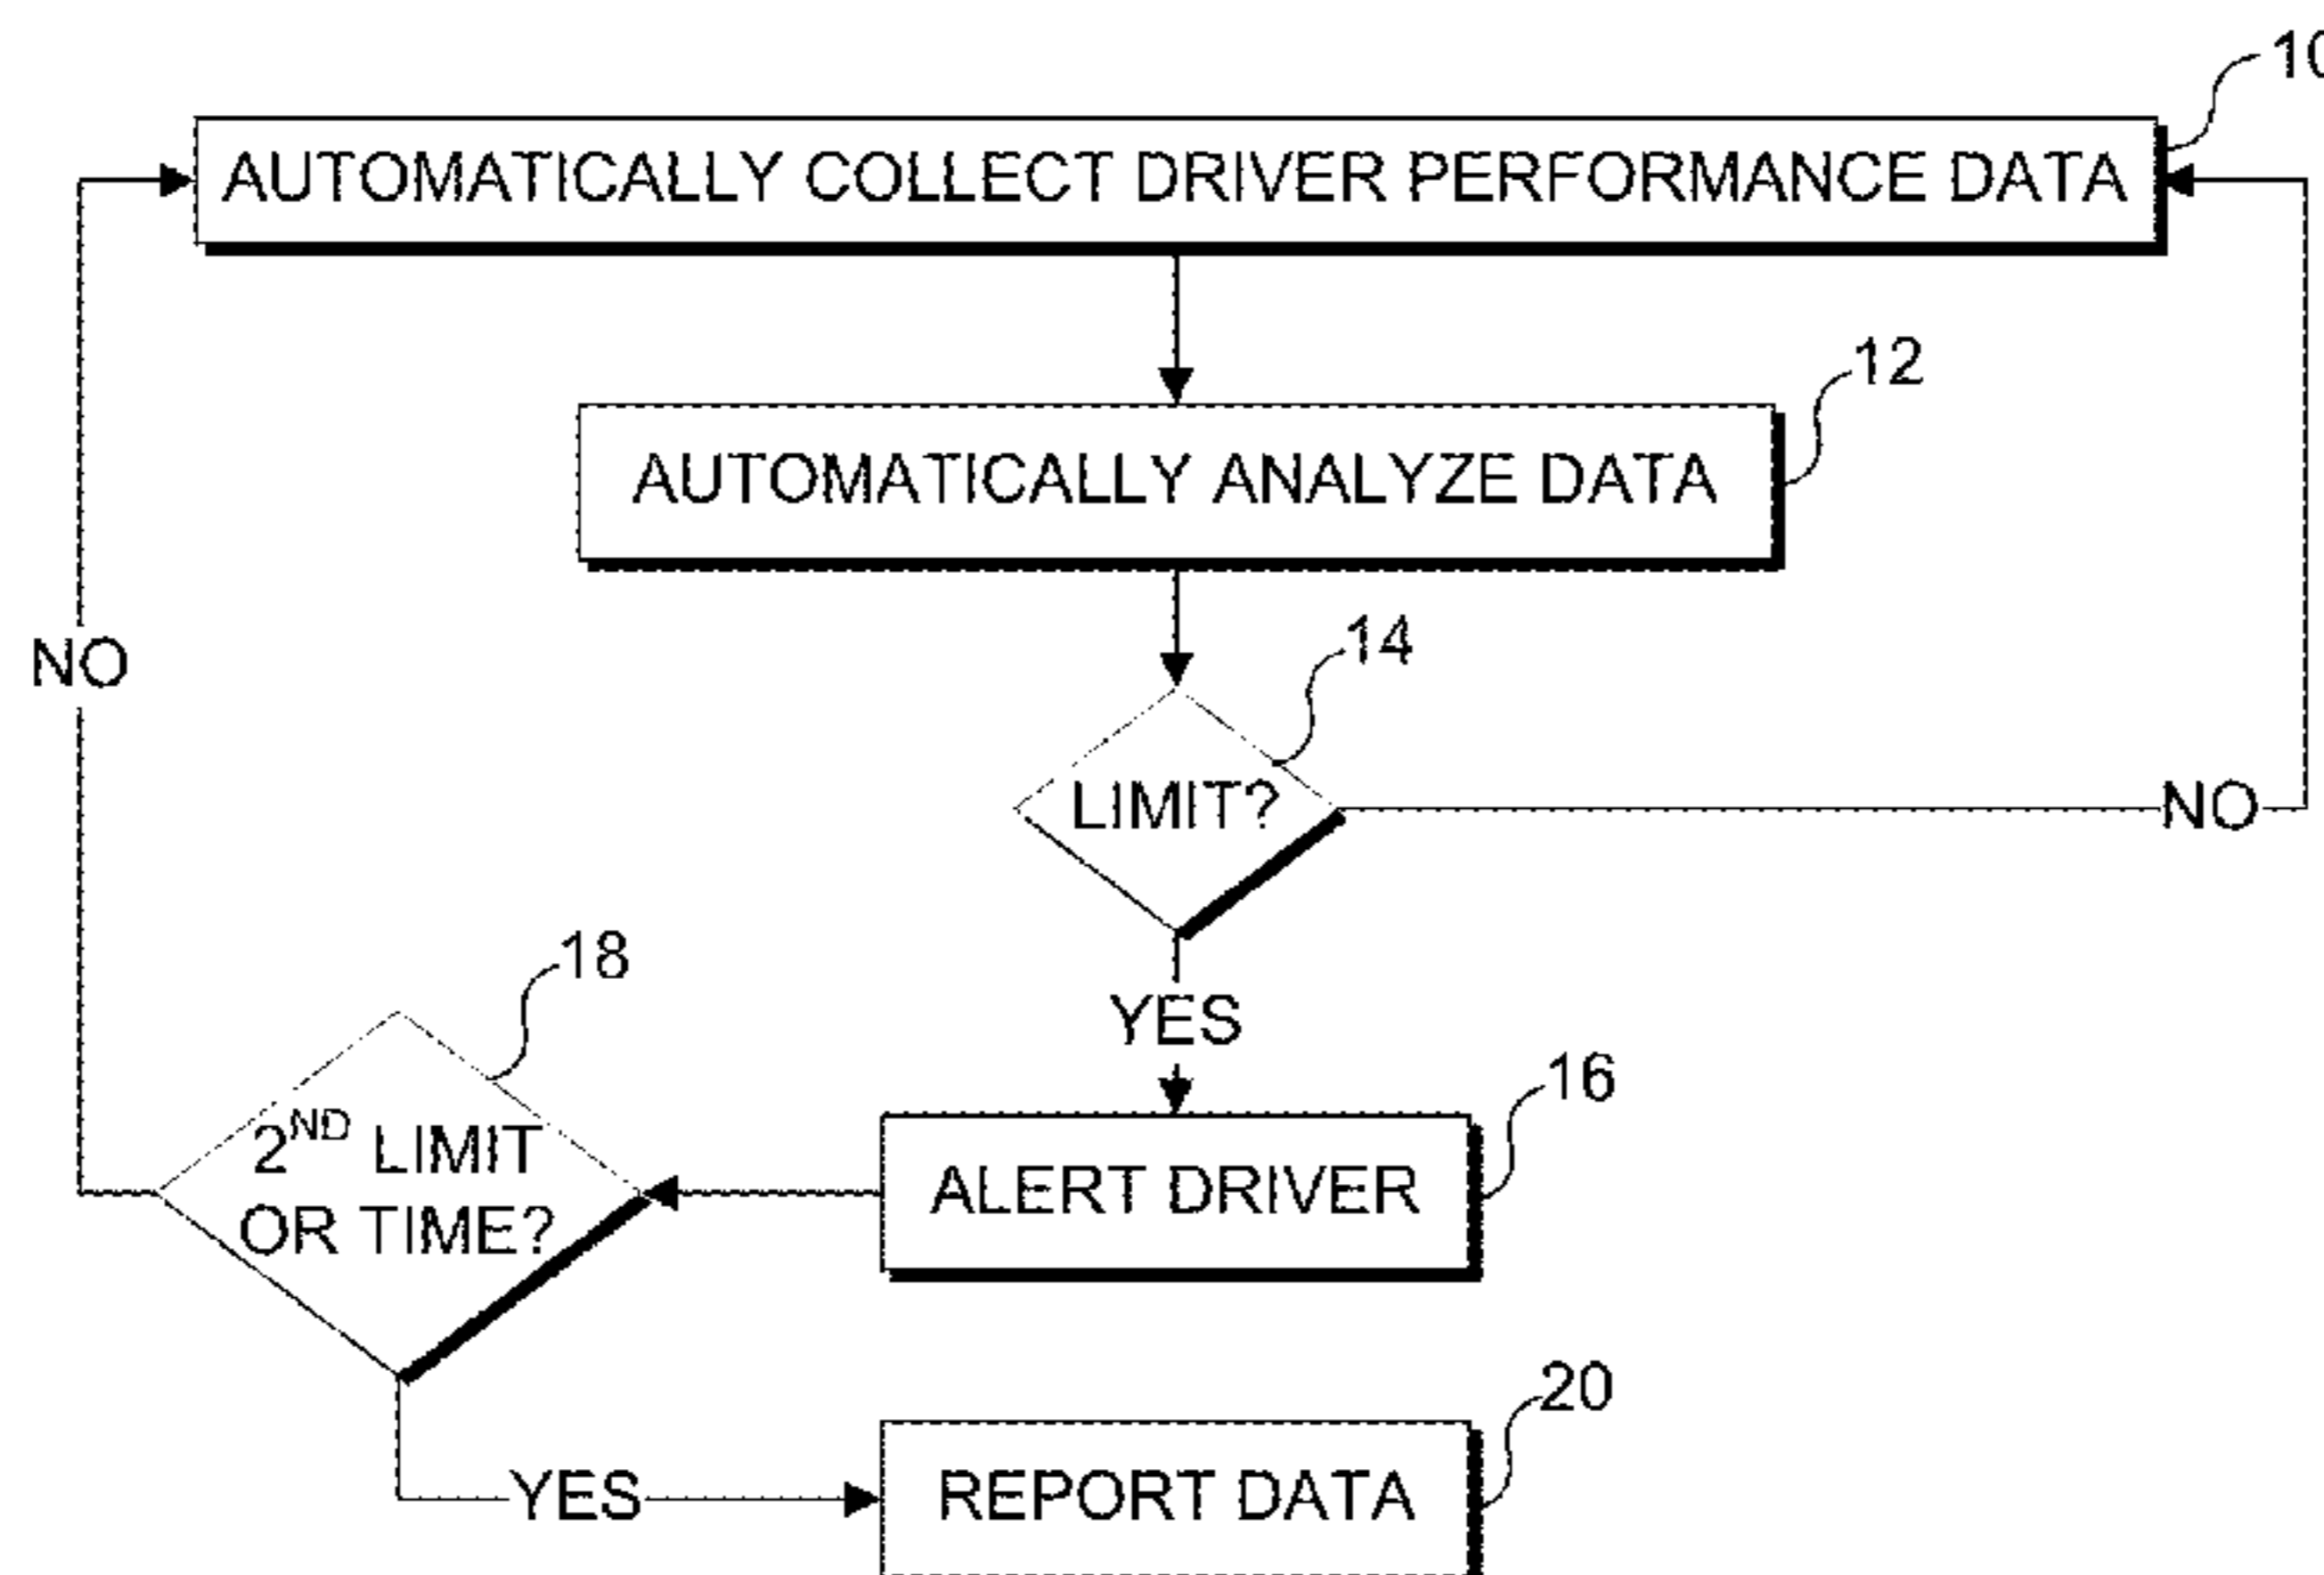 10
AUTOMATICALLY COLLECT DRIVER PERFORMANCE DATA
12
AUTOMATICALLY ANALYZE DATA
NO
14
LIMIT?
NO
18
YES
16
2ND LIMIT
OR TIME?
ALERT DRIVER
20
YES
REPORT DATA